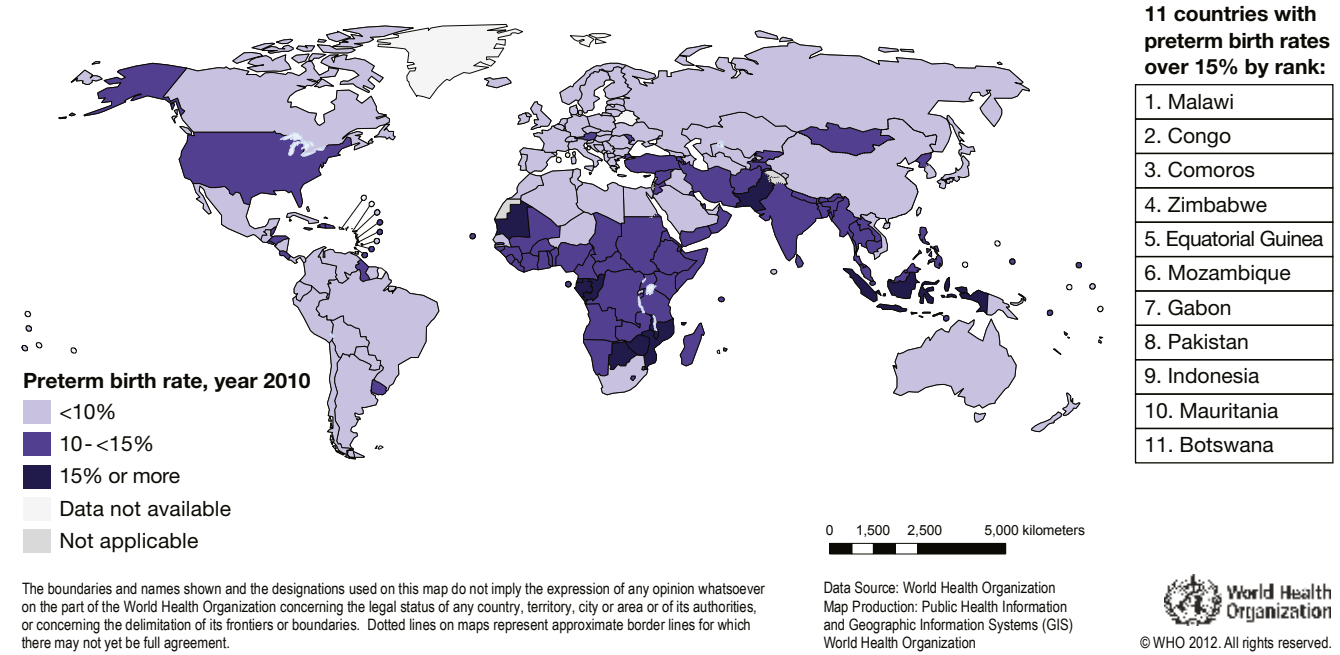 11 countries with
preterm birth rates
over 15% by rank:
1. Malawi
2. Congo
3. Comoros
4. Zimbabwe
5. Equatorial Guinea
6. Mozambique
7. Gabon
8. Pakistan
9. Indonesia
10. Mauritania
11. Botswana
Preterm birth rate, year 2010
<10%
10-<15%
15% or more
Data not available
Not applicable
0 1,500 2,500 5,000 kilometers
The boundaries and names shown and the designations used on this map do not imply the expression of any opinion whatsoever
on the part of the World Health Organization concerning the legal status of any country, territory, city or area or of its authorities,
or concerning the delimitation of its frontiers or boundaries. Dotted lines on maps represent approximate border lines for which
there may not yet be full agreement.
Data Source: World Health Organization
Map Production: Public Health Information
and Geographic Information Systems (GIS)
World Health Organization
World Health
Organization
© WHO 2012. All rights reserved.